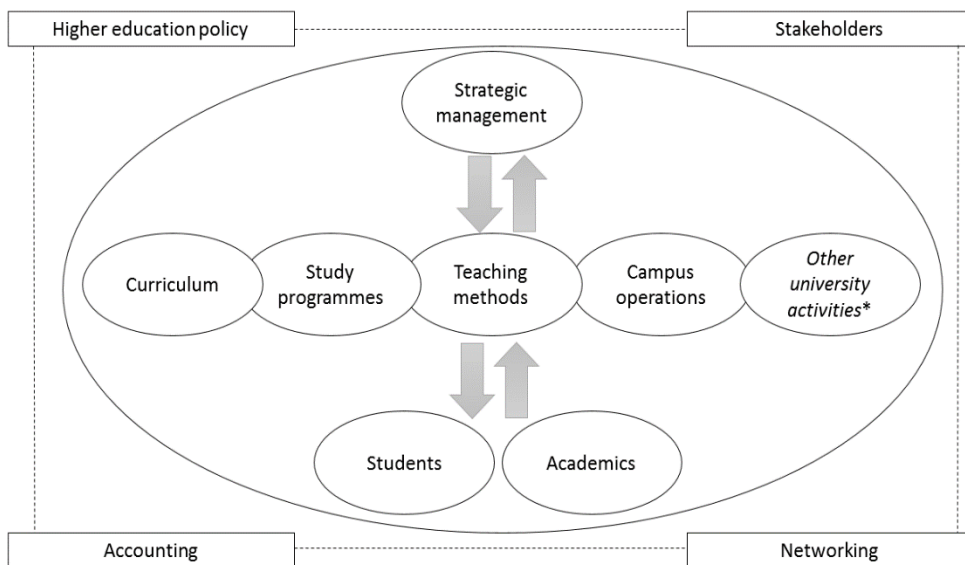 Higher education policy
Stakeholders
Strategic
management
Curriculum
Study
programmes
Teaching
methods
Campus
operations
Other
university
activities*
Students
Academics
Accounting
Networking